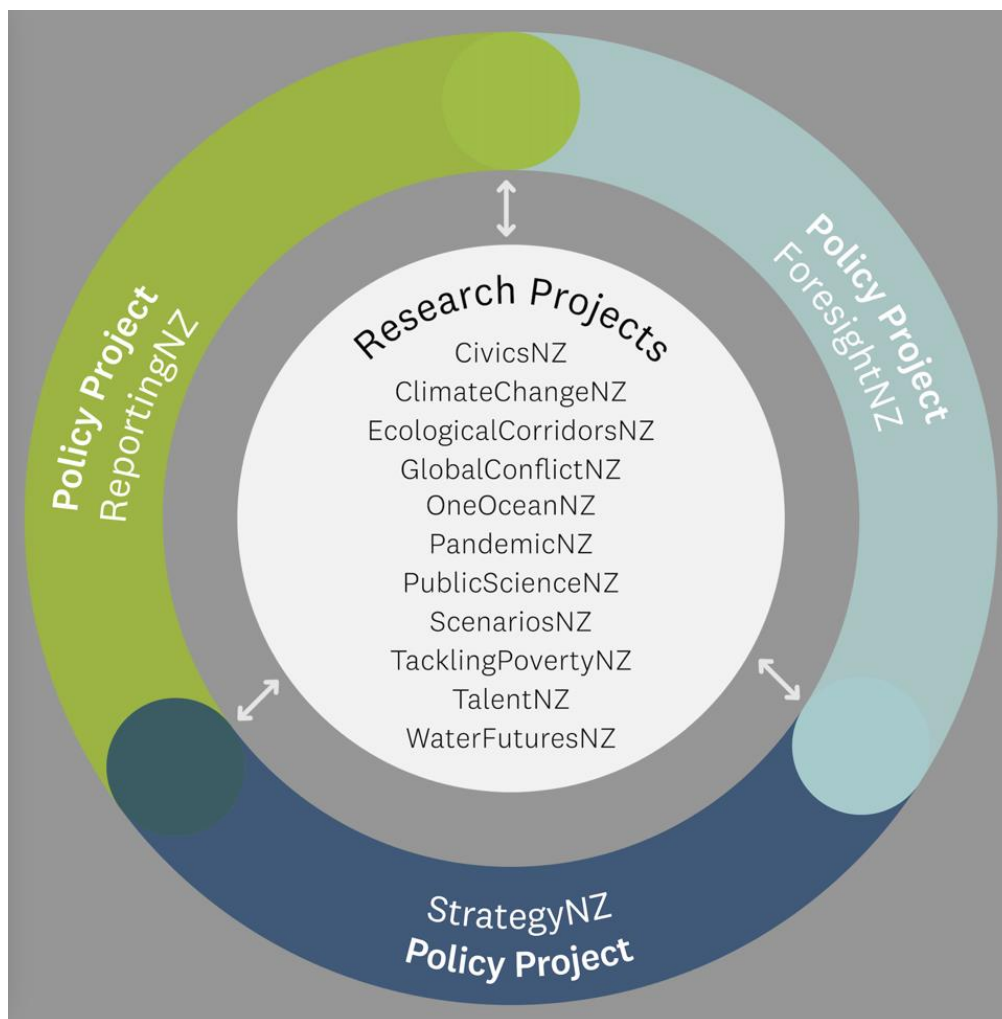 Policy Project
ReportingNZ
Policy Project
ForesightNZ
Research Projects
CivicsNZ
ClimateChangeNZ
EcologicalCorridorsNZ
GlobalConflictNZ
OneOceanNZ
PandemicNZ
PublicScienceNZ
ScenariosNZ
TacklingPovertyNZ
TalentNZ
WaterFuturesNZ
StrategyNZ
Policy Project